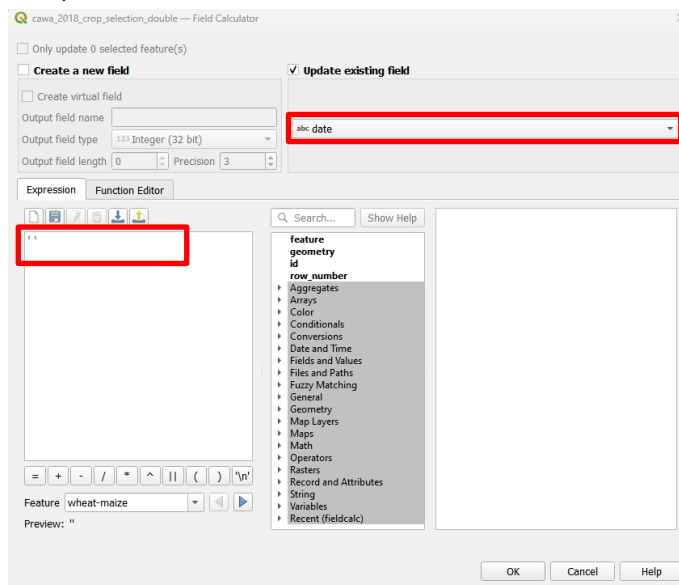 cawa_2018_crop_selection_double — Field Calculator
Only update 0 selected feature(s)
Create a new field
Update existing field
Create virtual field
Output field name
abc date
Output field type 123 Integer (32 bit)
Output field length 0 Precision 3
Expression Function Editor
Search... Show Help
''
feature
geometry
id
row_number
Aggregates
Arrays
Color
Conditionals
Conversions
Date and Time
Fields and Values
Files and Paths
Fuzzy Matching
General
Geometry
Map Layers
Maps
Math
Operators
Rasters
Record and Attributes
String
Variables
Recent (fieldcalc)
= + - / * ^ || ( ) '\n'
Feature wheat-maize
Preview: ''
OK Cancel Help